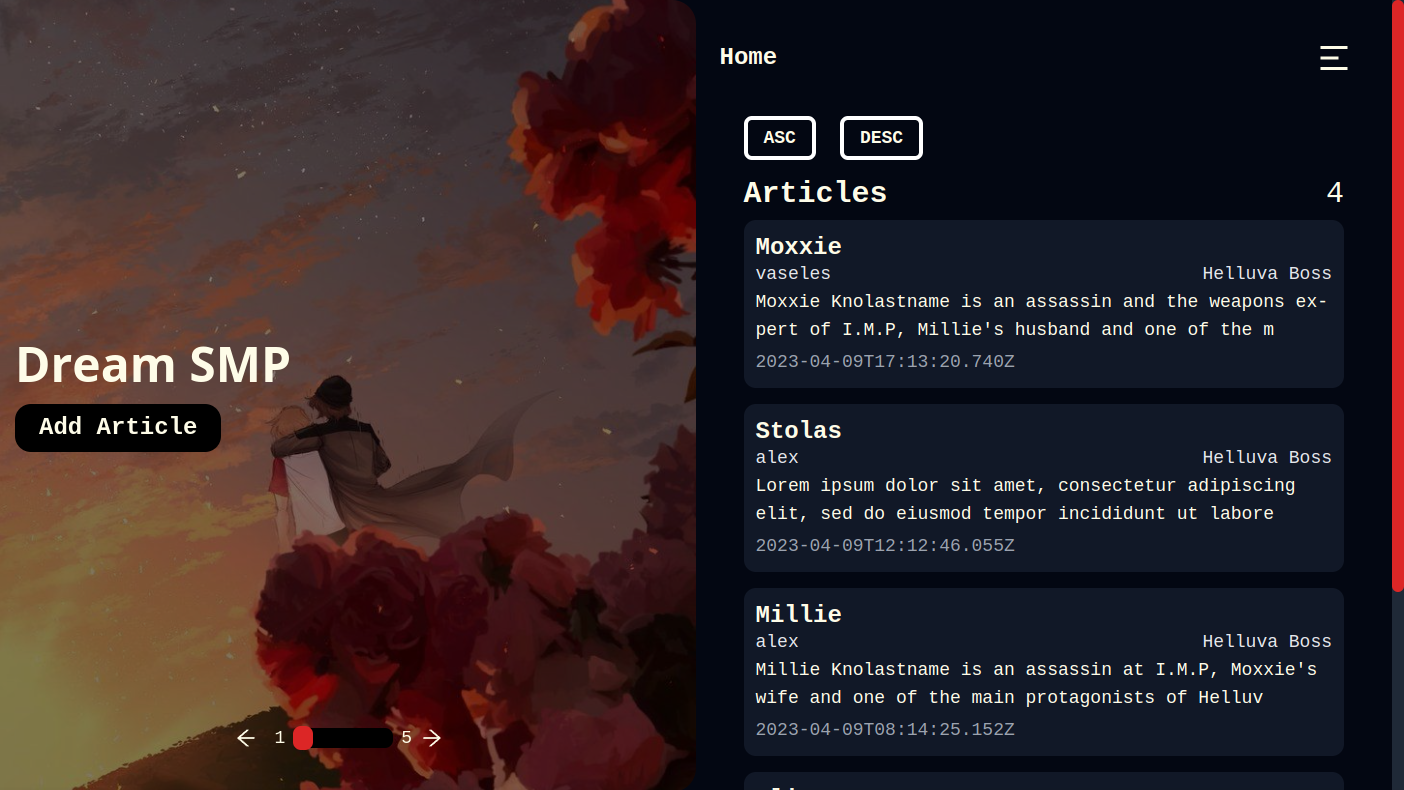 Dream SMP
Add Article
1 5
Home
ASC DESC
Articles 4
Moxxie
vaseles Helluva Boss
Moxxie Knolastname is an assassin and the weapons ex-
pert of I.M.P, Millie's husband and one of the m
2023-04-09T17:13:20.740Z
Stolas
alex Helluva Boss
Lorem ipsum dolor sit amet, consectetur adipiscing
elit, sed do eiusmod tempor incididunt ut labore
2023-04-09T12:12:46.055Z
Millie
alex Helluva Boss
Millie Knolastname is an assassin at I.M.P, Moxxie's
wife and one of the main protagonists of Helluv
2023-04-09T08:14:25.152Z